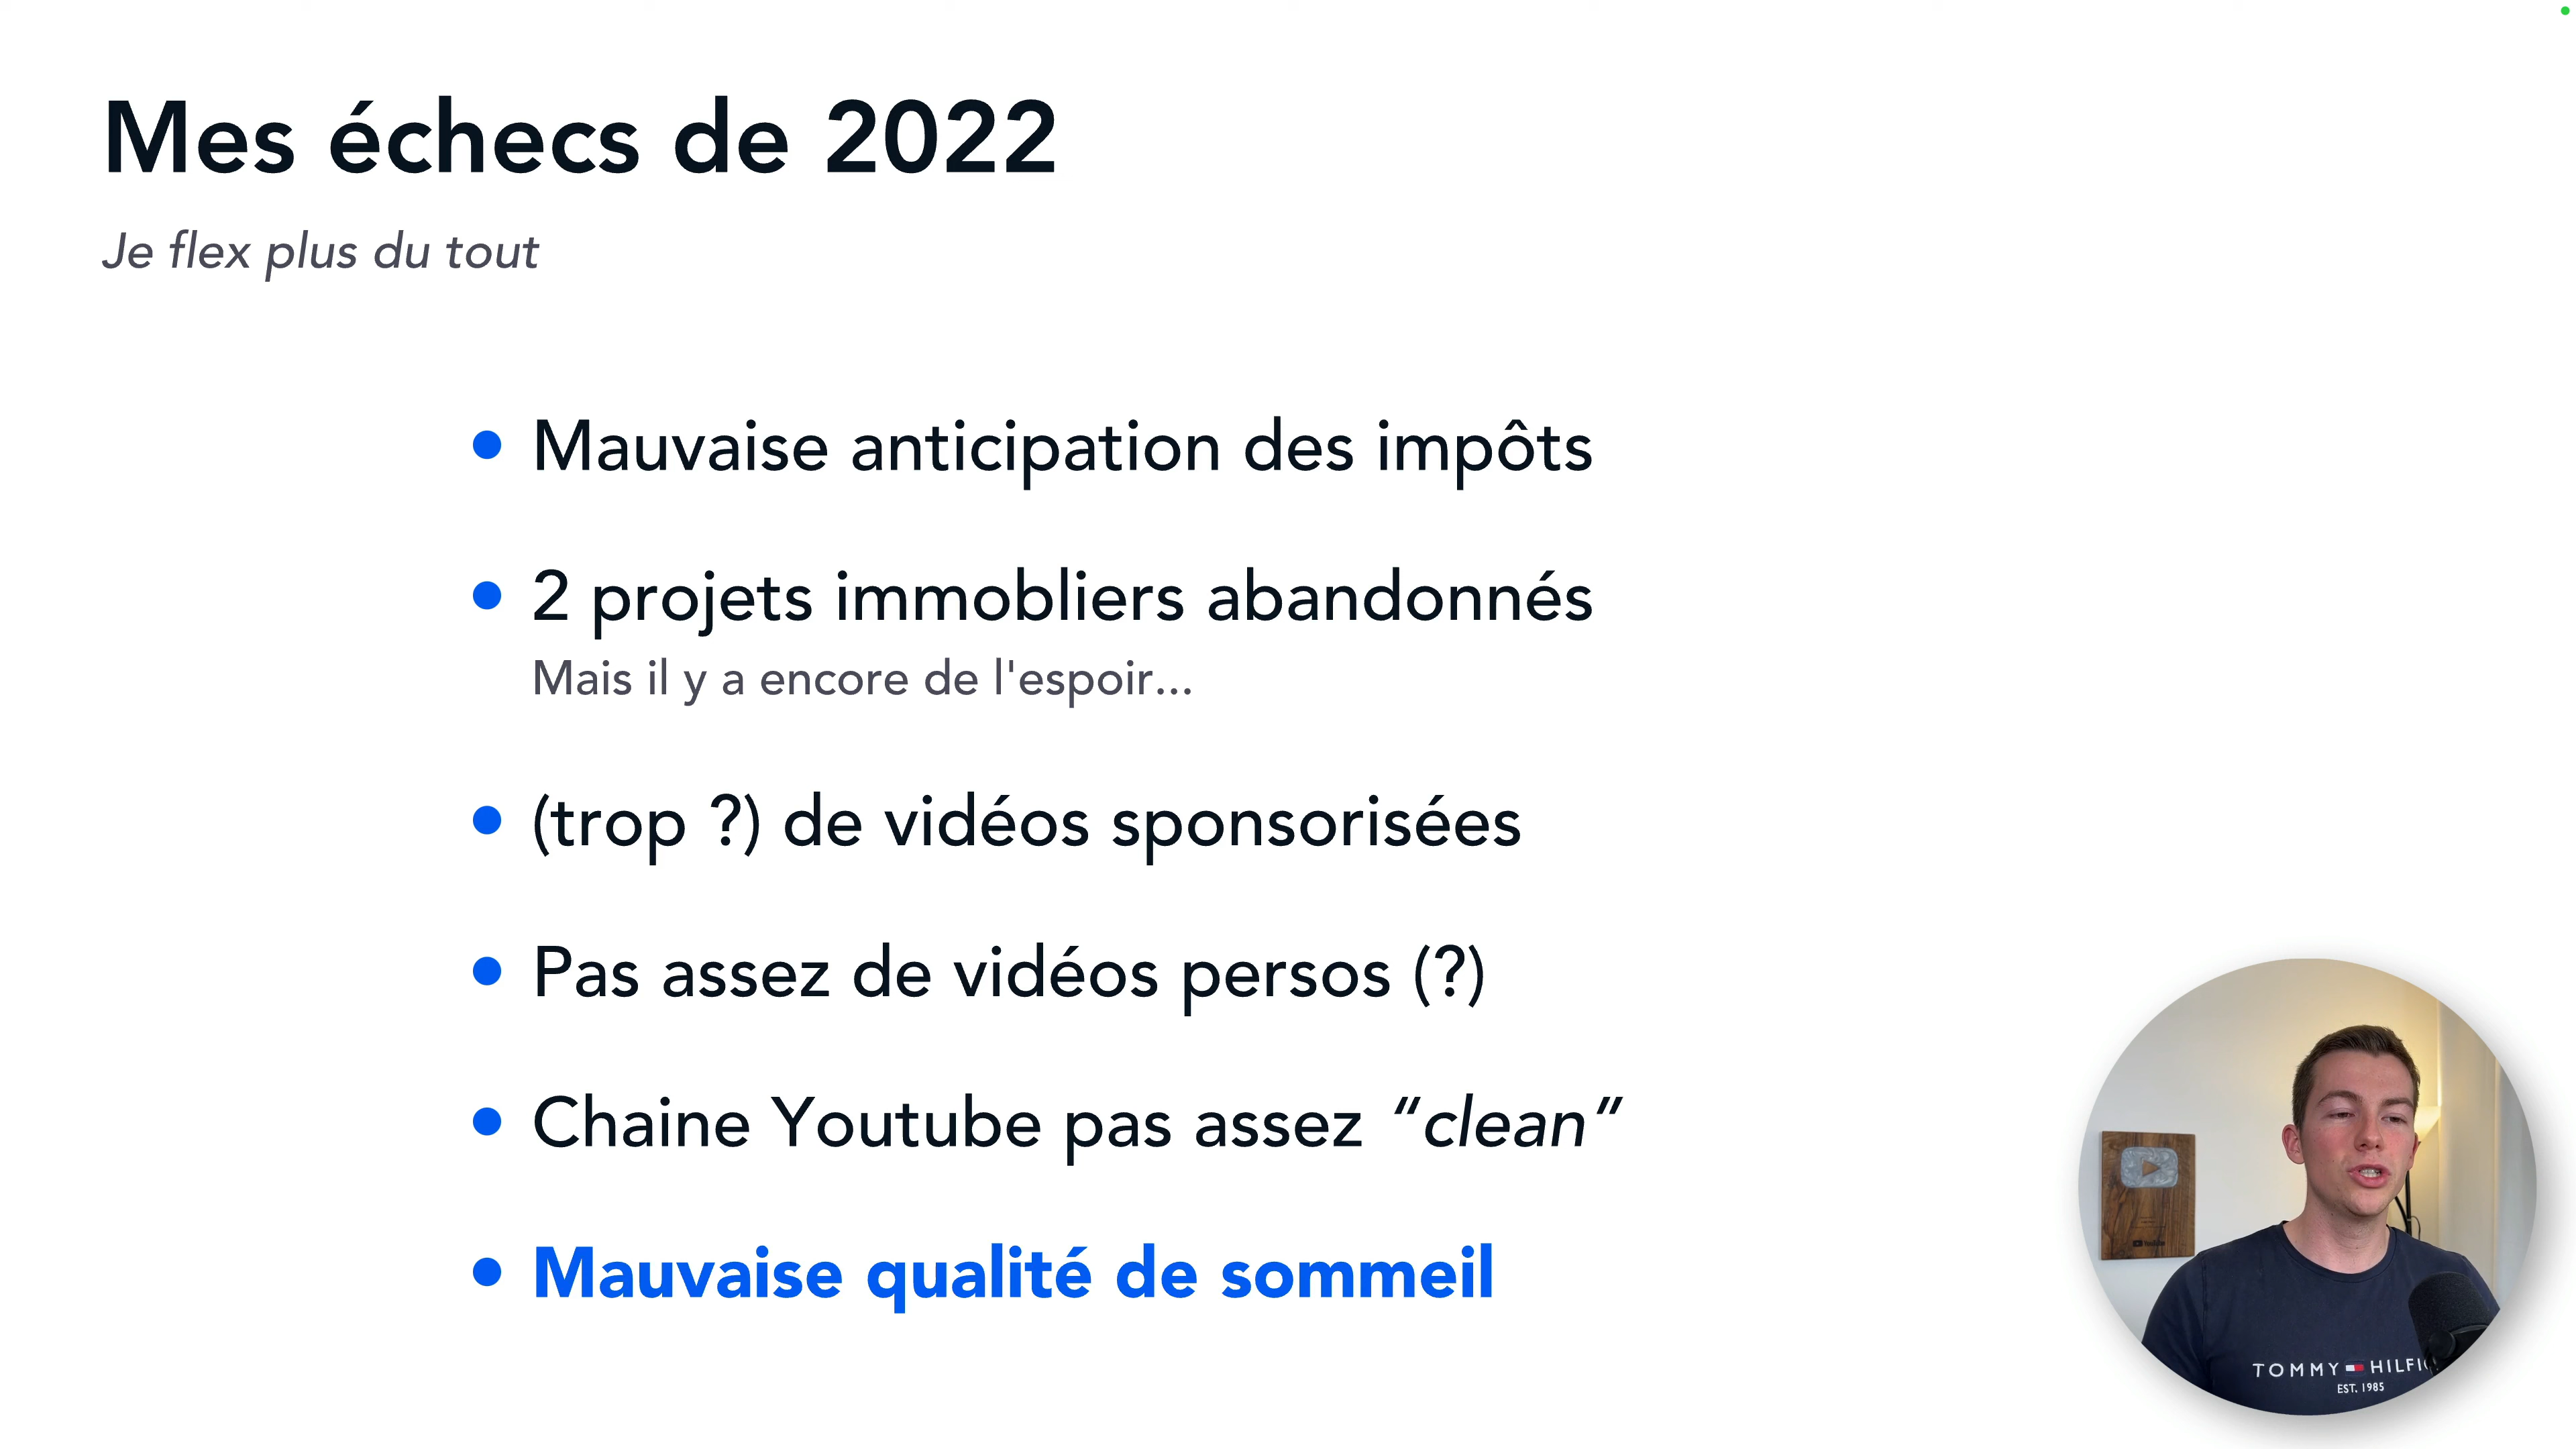 Mes échecs de 2022
Je flex plus du tout
• Mauvaise anticipation des impôts
• 2 projets immobliers abandonnés
Mais il y a encore de l'espoir...
• (trop ?) de vidéos sponsorisées
• Pas assez de vidéos persos (?)
• Chaine Youtube pas assez “clean”
• Mauvaise qualité de sommeil
TOMMY HILFI
EST. 1985